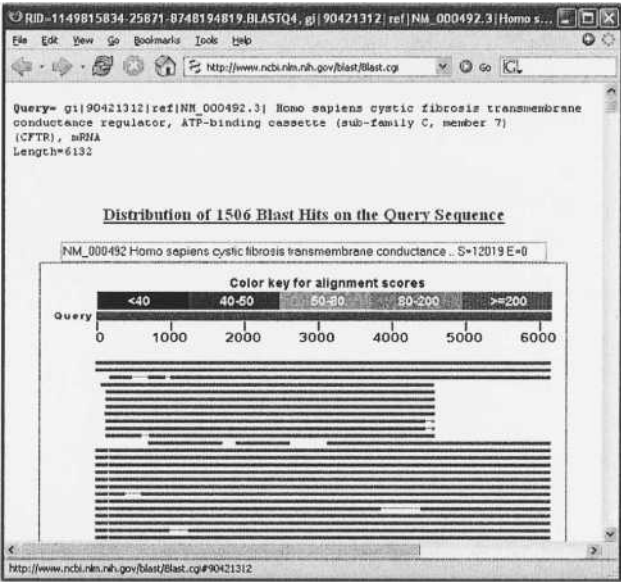 RID=1149815834-25871-8748194819.BLASTQ4, gi|90421312|ref|NM_000492.3|Homo s...
File Edit View Go Bookmarks Tools Help
http://www.ncbi.nlm.nih.gov/blast/Blast.cgi Go G
Query= gi|90421312|ref|NM_000492.3| Homo sapiens cystic fibrosis transmembrane
conductance regulator, ATP-binding cassette (sub-family C, member 7)
(CFTR), mRNA
Length=6132
Distribution of 1506 Blast Hits on the Query Sequence
NM_000492 Homo sapiens cystic fibrosis transmembrane conductance .. S=12019 E=0
Color key for alignment scores
<40 40-50 50-80 80-200 >=200
Query
0 1000 2000 3000 4000 5000 6000
http://www.ncbi.nlm.nih.gov/blast/Blast.cgi#90421312